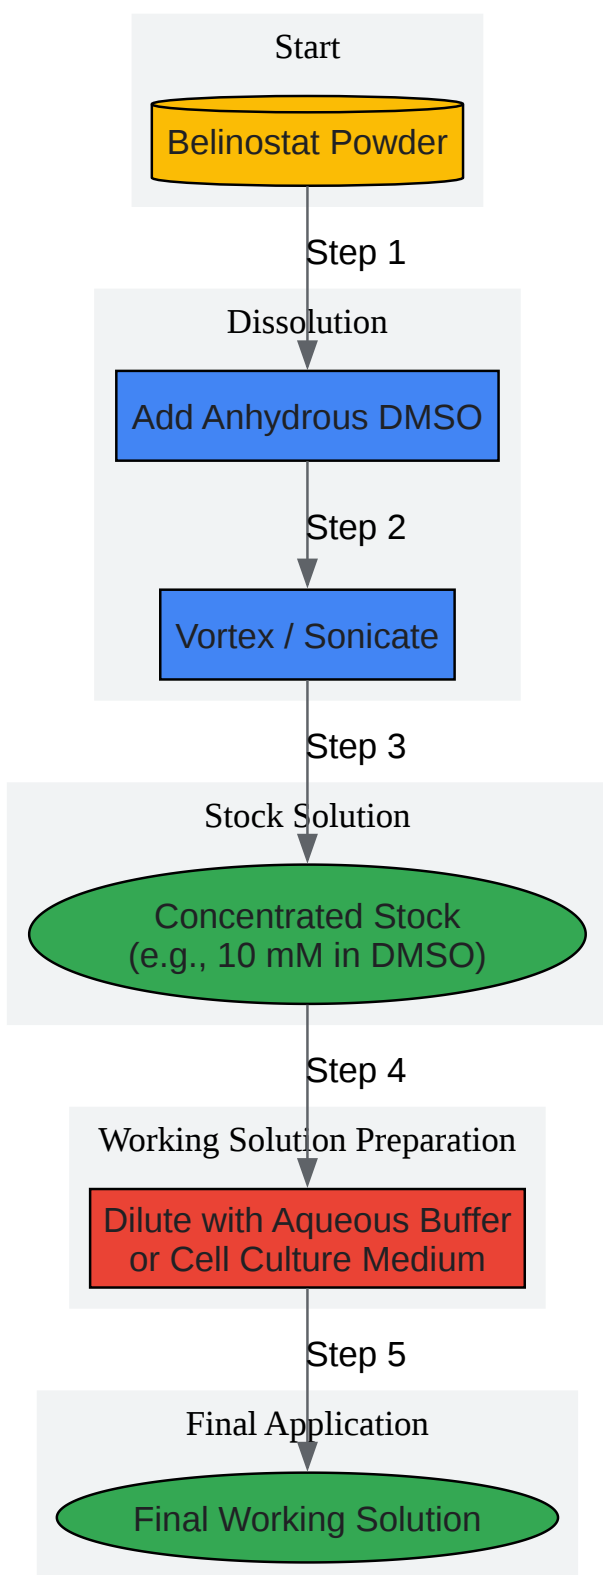 Start
Belinostat Powder
Step 1
Dissolution
Add Anhydrous DMSO
Step 2
Vortex / Sonicate
Step 3
Stock Solution
Concentrated Stock
(e.g., 10 mM in DMSO)
Step 4
Working Solution Preparation
Dilute with Aqueous Buffer
or Cell Culture Medium
Step 5
Final Application
Final Working Solution